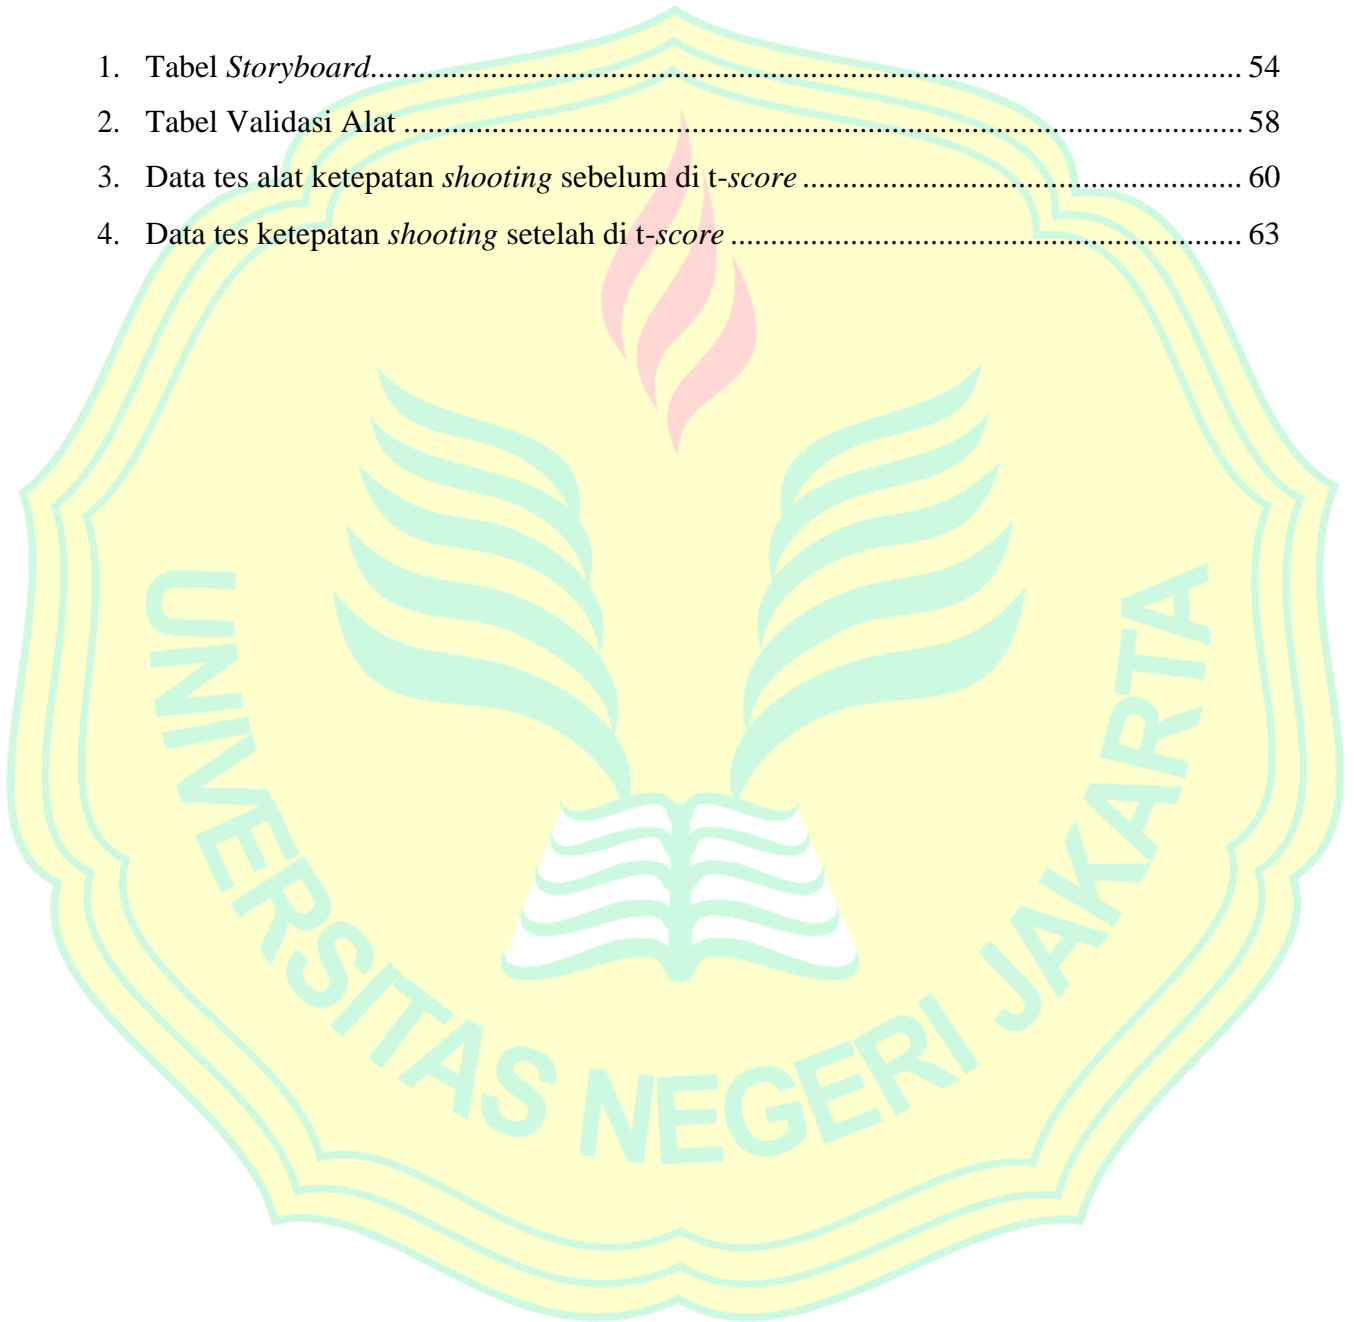 1. Tabel Storyboard............................................................................................................ 54
2. Tabel Validasi Alat ........................................................................................................ 58
3. Data tes alat ketepatan shooting sebelum di t-score ...................................................... 60
4. Data tes ketepatan shooting setelah di t-score ............................................................... 63
UNIVERSITAS NEGERI JAKARTA